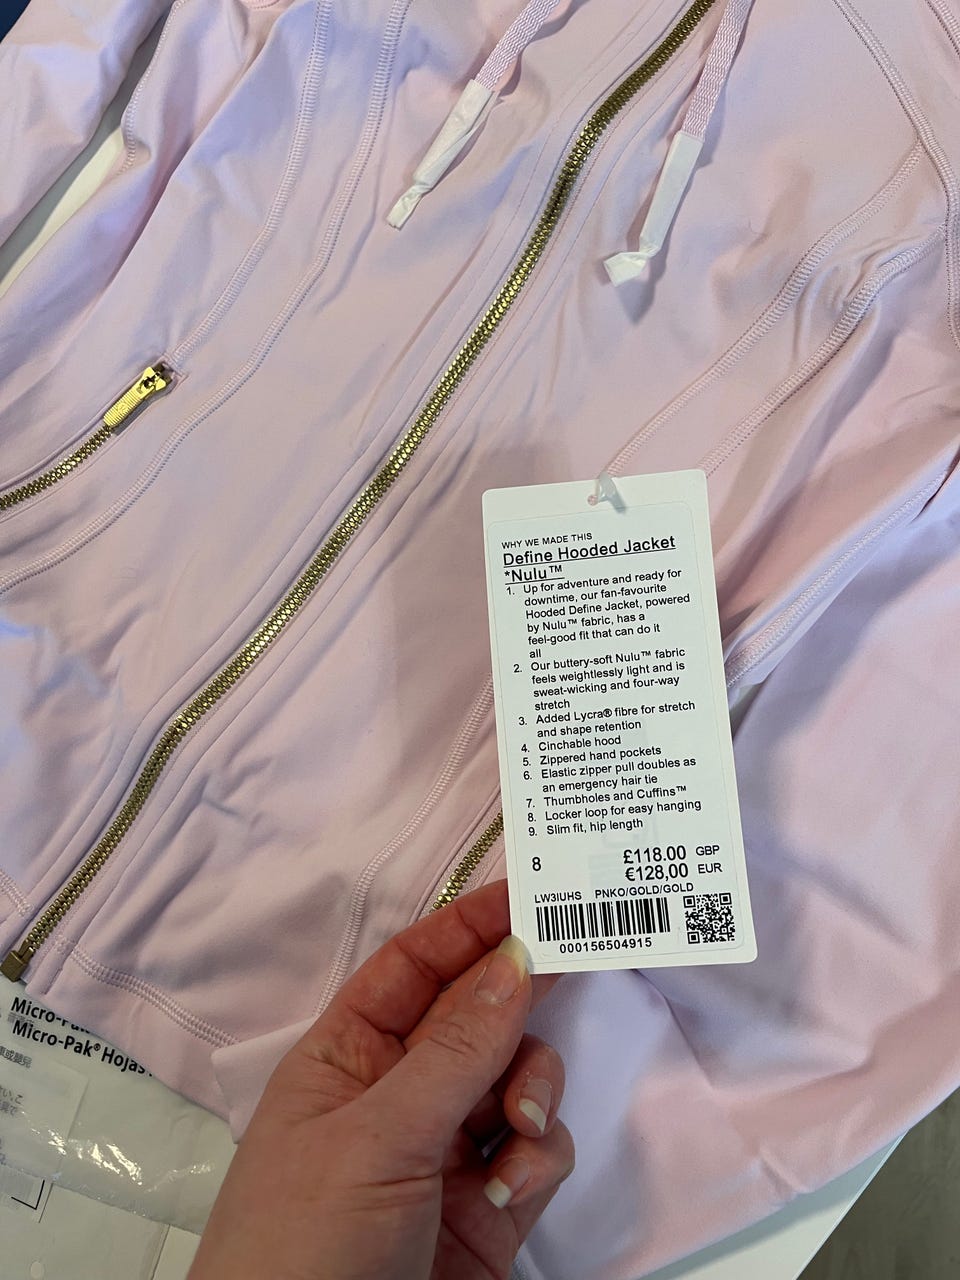 WHY WE MADE THIS
Define Hooded Jacket
*Nulu™
1. Up for adventure and ready for
downtime, our fan-favourite
Hooded Define Jacket, powered
by Nulu™ fabric, has a
feel-good fit that can do it
all
2. Our buttery-soft Nulu™ fabric
feels weightlessly light and is
sweat-wicking and four-way
stretch
3. Added Lycra® fibre for stretch
and shape retention
4. Cinchable hood
5. Zippered hand pockets
6. Elastic zipper pull doubles as
an emergency hair tie
7. Thumbholes and Cuffins™
8. Locker loop for easy hanging
9. Slim fit, hip length
8 £118.00 GBP
€128,00 EUR
LW3IUHS PNKO/GOLD/GOLD
000156504915
Micro-Pak® Hojas